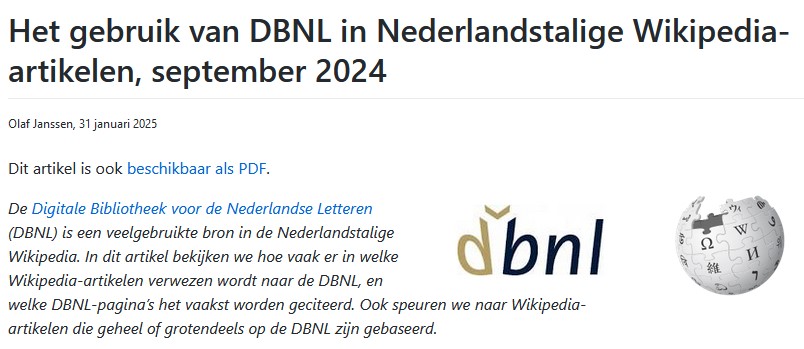 Het gebruik van DBNL in Nederlandstalige Wikipedia-
artikelen, september 2024
Olaf Janssen, 31 januari 2025
Dit artikel is ook beschikbaar als PDF.
De Digitale Bibliotheek voor de Nederlandse Letteren
(DBNL) is een veelgebruikte bron in de Nederlandstalige
Wikipedia. In dit artikel bekijken we hoe vaak er in welke
Wikipedia-artikelen verwezen wordt naar de DBNL, en
welke DBNL-pagina’s het vaakst worden geciteerd. Ook speuren we naar Wikipedia-
artikelen die geheel of grotendeels op de DBNL zijn gebaseerd.
dbnl
Ω W
維 И